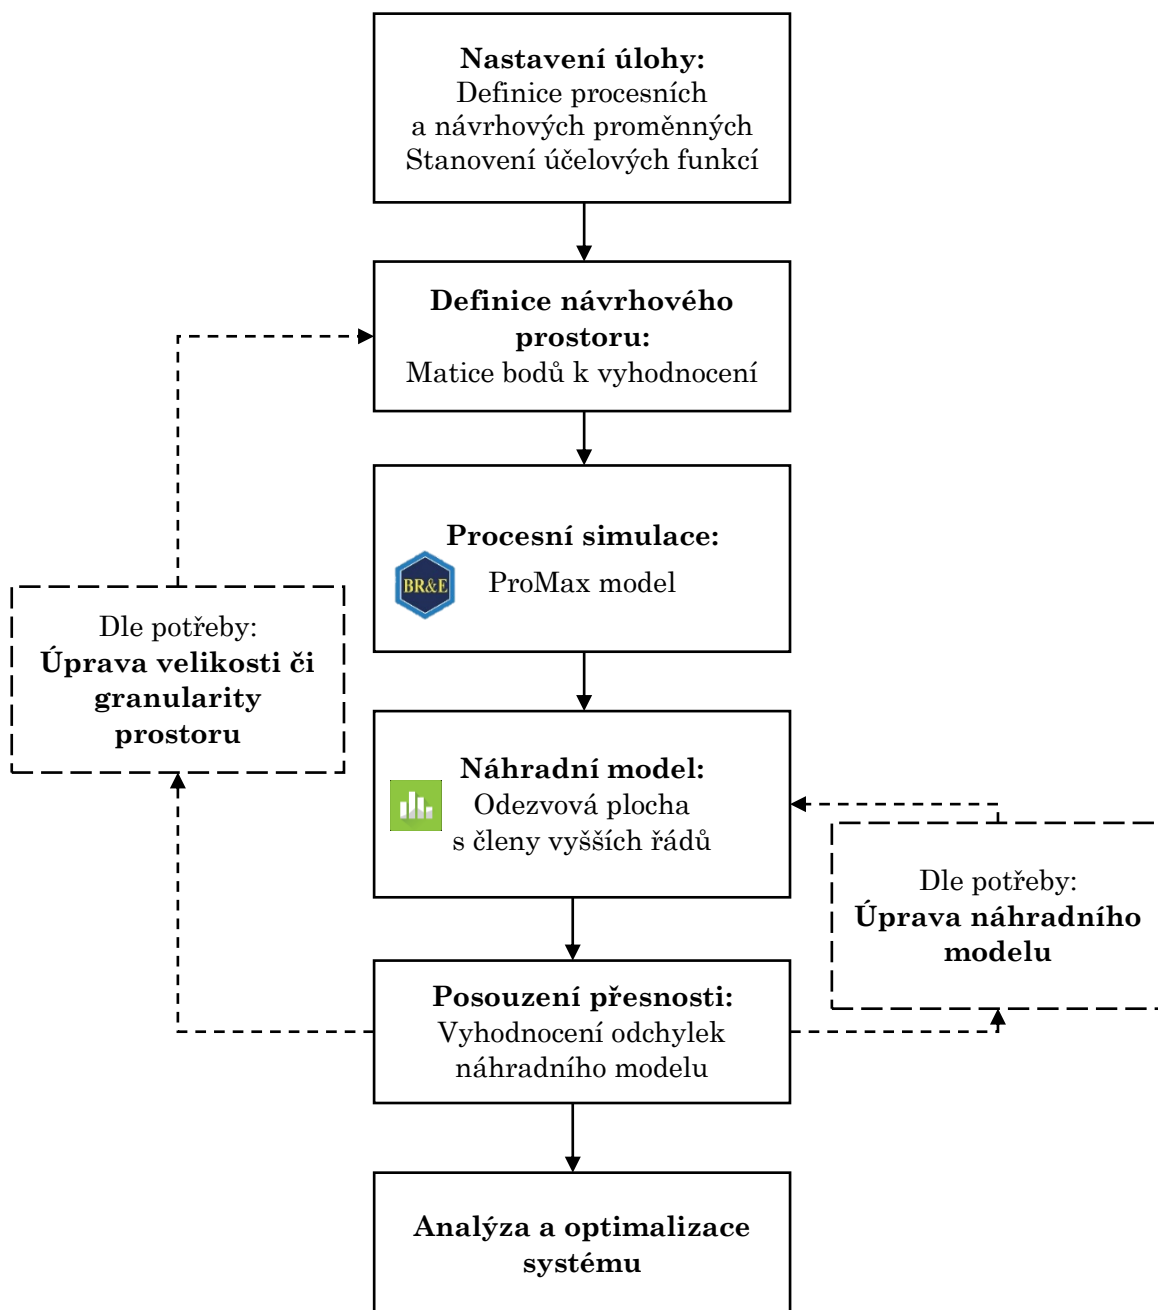 Nastavení úlohy:
Definice procesních
a návrhových proměnných
Stanovení účelových funkcí
Definice návrhového
prostoru:
Matice bodů k vyhodnocení
Procesní simulace:
BR&E
ProMax model
Dle potřeby:
Úprava velikosti či
granularity
prostoru
Náhradní model:
Odezvová plocha
s členy vyšších řádů
Dle potřeby:
Úprava náhradního
modelu
Posouzení přesnosti:
Vyhodnocení odchylek
náhradního modelu
Analýza a optimalizace
systému